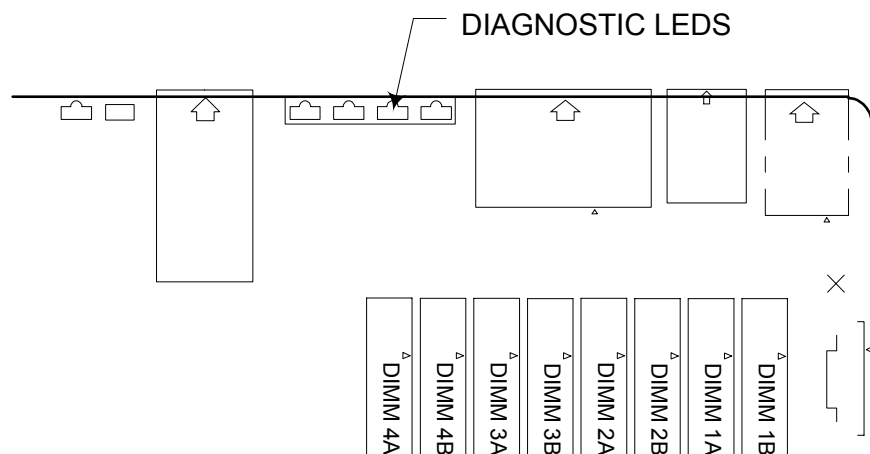 DIAGNOSTIC LEDS
DIMM 4A
DIMM 4B
DIMM 3A
DIMM 3B
DIMM 2A
DIMM 2B
DIMM 1A
DIMM 1B